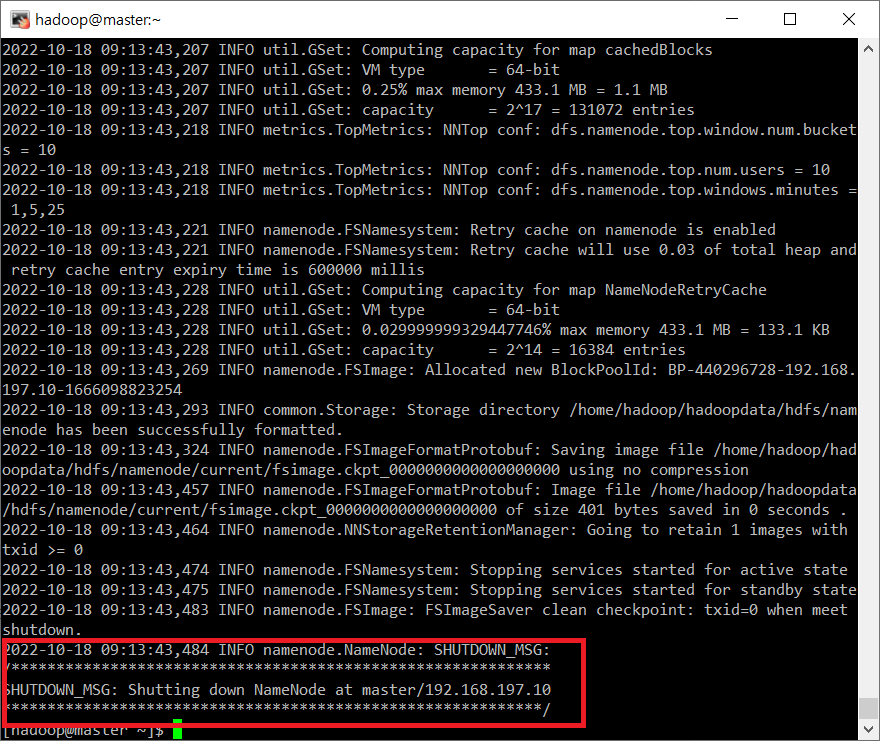 hadoop@master:~
2022-10-18 09:13:43,207 INFO util.GSet: Computing capacity for map cachedBlocks
2022-10-18 09:13:43,207 INFO util.GSet: VM type       = 64-bit
2022-10-18 09:13:43,207 INFO util.GSet: 0.25% max memory 433.1 MB = 1.1 MB
2022-10-18 09:13:43,207 INFO util.GSet: capacity      = 2^17 = 131072 entries
2022-10-18 09:13:43,218 INFO metrics.TopMetrics: NNTop conf: dfs.namenode.top.window.num.bucket
s = 10
2022-10-18 09:13:43,218 INFO metrics.TopMetrics: NNTop conf: dfs.namenode.top.num.users = 10
2022-10-18 09:13:43,218 INFO metrics.TopMetrics: NNTop conf: dfs.namenode.top.windows.minutes =
 1,5,25
2022-10-18 09:13:43,221 INFO namenode.FSNamesystem: Retry cache on namenode is enabled
2022-10-18 09:13:43,221 INFO namenode.FSNamesystem: Retry cache will use 0.03 of total heap and
 retry cache entry expiry time is 600000 millis
2022-10-18 09:13:43,228 INFO util.GSet: Computing capacity for map NameNodeRetryCache
2022-10-18 09:13:43,228 INFO util.GSet: VM type       = 64-bit
2022-10-18 09:13:43,228 INFO util.GSet: 0.029999999329447746% max memory 433.1 MB = 133.1 KB
2022-10-18 09:13:43,228 INFO util.GSet: capacity      = 2^14 = 16384 entries
2022-10-18 09:13:43,269 INFO namenode.FSImage: Allocated new BlockPoolId: BP-440296728-192.168.
197.10-1666098823254
2022-10-18 09:13:43,293 INFO common.Storage: Storage directory /home/hadoop/hadoopdata/hdfs/nam
enode has been successfully formatted.
2022-10-18 09:13:43,324 INFO namenode.FSImageFormatProtobuf: Saving image file /home/hadoop/had
oopdata/hdfs/namenode/current/fsimage.ckpt_0000000000000000000 using no compression
2022-10-18 09:13:43,457 INFO namenode.FSImageFormatProtobuf: Image file /home/hadoop/hadoopdata
/hdfs/namenode/current/fsimage.ckpt_0000000000000000000 of size 401 bytes saved in 0 seconds .
2022-10-18 09:13:43,464 INFO namenode.NNStorageRetentionManager: Going to retain 1 images with
txid >= 0
2022-10-18 09:13:43,474 INFO namenode.FSNamesystem: Stopping services started for active state
2022-10-18 09:13:43,475 INFO namenode.FSNamesystem: Stopping services started for standby state
2022-10-18 09:13:43,483 INFO namenode.FSImage: FSImageSaver clean checkpoint: txid=0 when meet
shutdown.
2022-10-18 09:13:43,484 INFO namenode.NameNode: SHUTDOWN_MSG:
/************************************************************
SHUTDOWN_MSG: Shutting down NameNode at master/192.168.197.10
************************************************************/
[hadoop@master ~]$